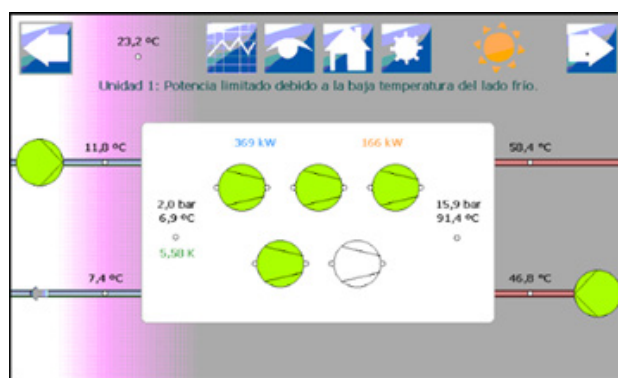 23,2 ºC
Unidad 1: Potencia limitado debido a la baja temperatura del lado frío.
11,8 ºC
369 kW
166 kW
58,4 ºC
2,0 bar
6,9 ºC
5,58 K
15,9 bar
91,4 ºC
7,4 ºC
46,8 ºC